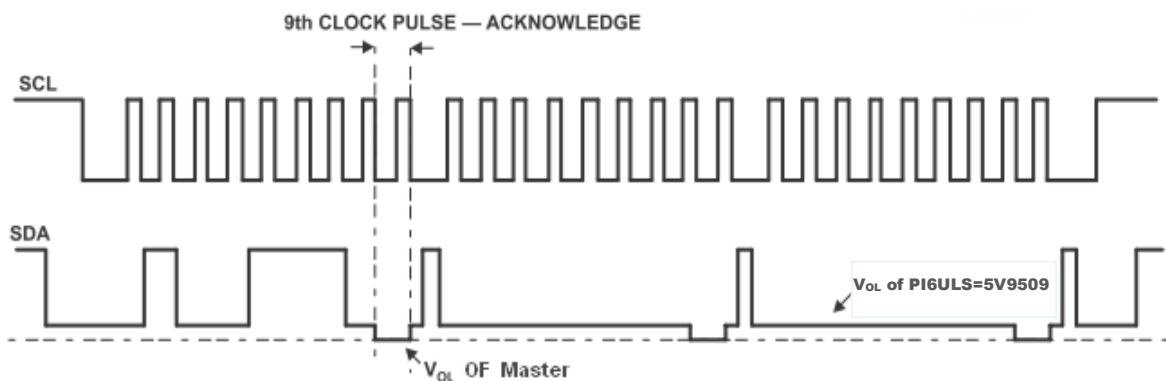 9th CLOCK PULSE — ACKNOWLEDGE
SCL
SDA
VOL of PI6ULS=5V9509
VOL OF Master